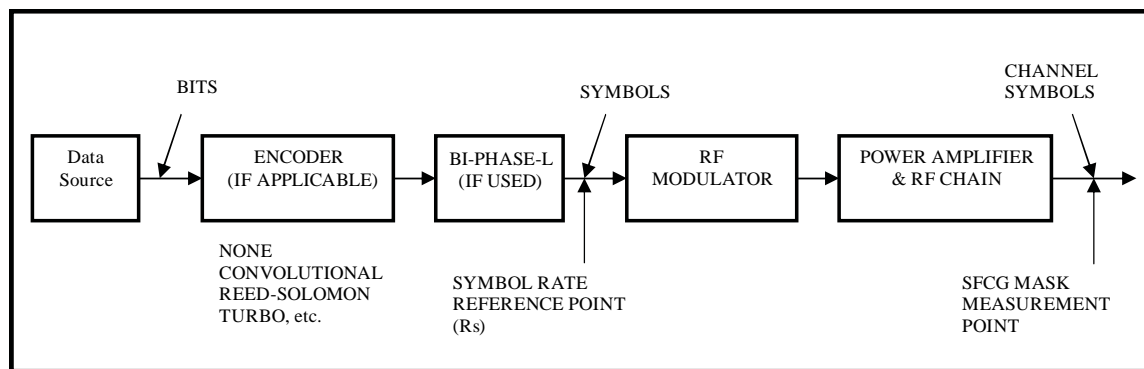 BITS
SYMBOLS
CHANNEL
SYMBOLS
Data
Source
ENCODER
(IF APPLICABLE)
BI-PHASE-L
(IF USED)
RF
MODULATOR
POWER AMPLIFIER
& RF CHAIN
NONE
CONVOLUTIONAL
REED-SOLOMON
TURBO, etc.
SYMBOL RATE
REFERENCE POINT
(Rs)
SFCG MASK
MEASUREMENT
POINT